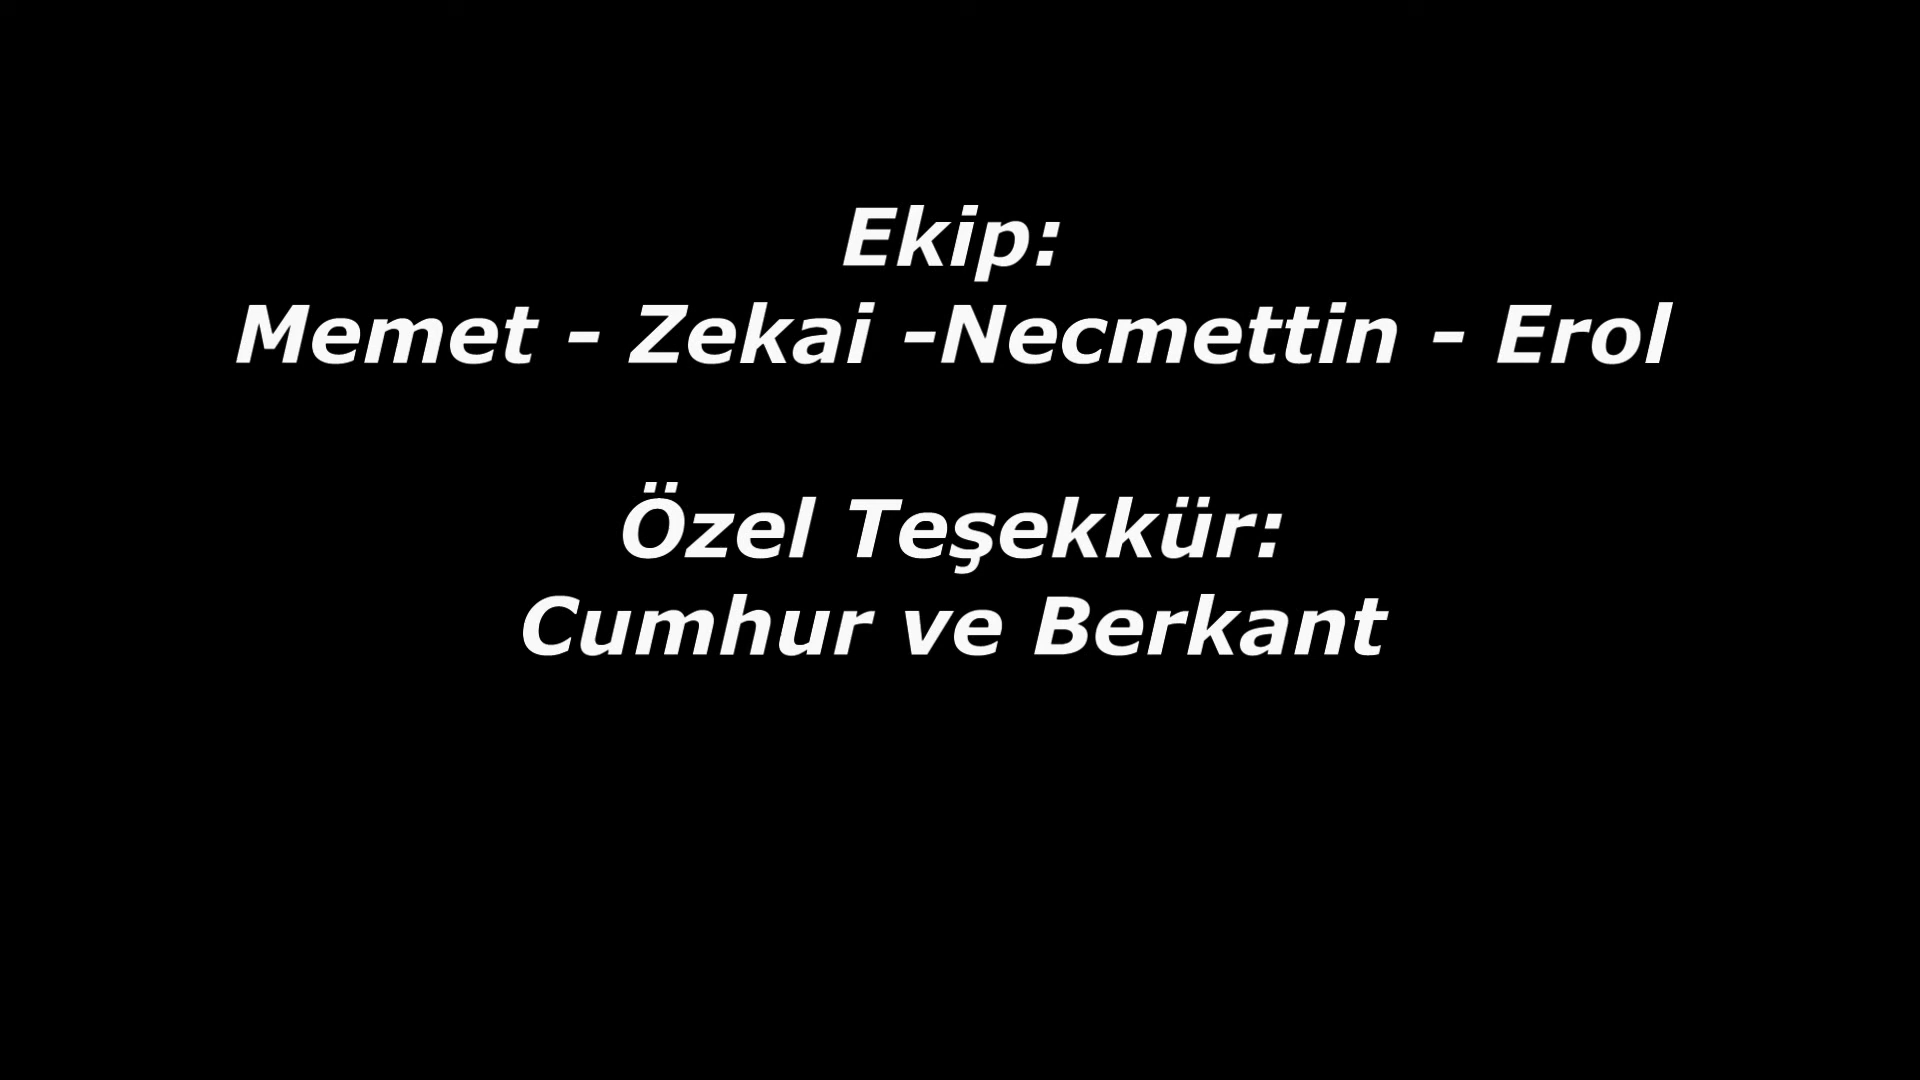 Ekip:
Memet - Zekai -Necmettin - Erol
Özel Teşekkür:
Cumhur ve Berkant